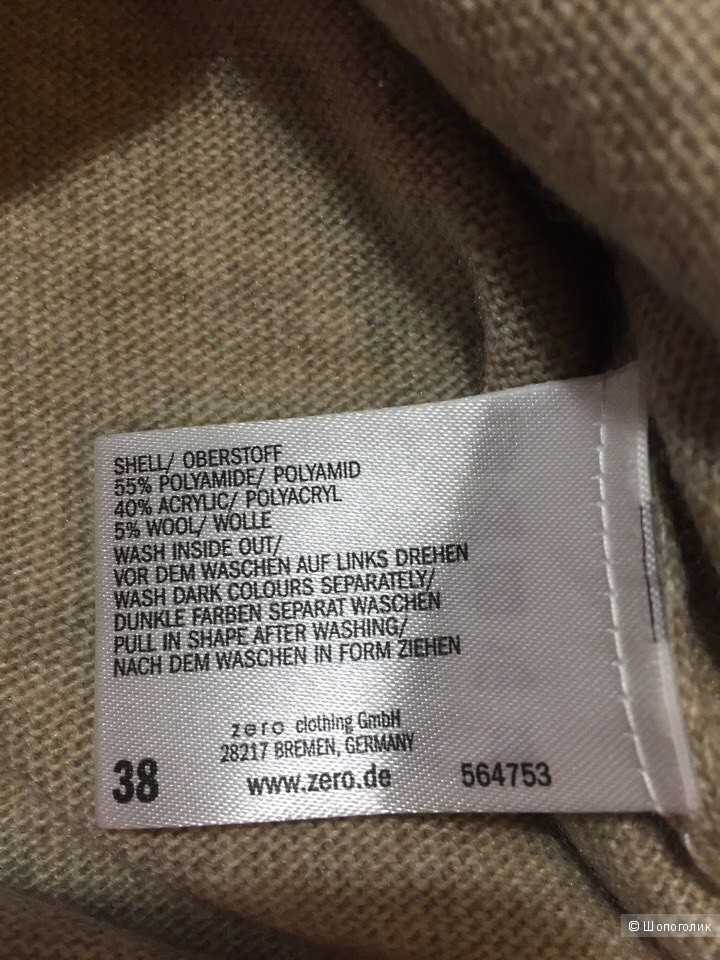 SHELL/ OBERSTOFF
55% POLYAMIDE/ POLYAMID
40% ACRYLIC/ POLYACRYL
5% WOOL/ WOLLE
WASH INSIDE OUT/
VOR DEM WASCHEN AUF LINKS DREHEN
WASH DARK COLOURS SEPARATELY/
DUNKLE FARBEN SEPARAT WASCHEN
PULL IN SHAPE AFTER WASHING/
NACH DEM WASCHEN IN FORM ZIEHEN
zero clothing GmbH
28217 BREMEN, GERMANY
38 www.zero.de 564753
© Шопоголик